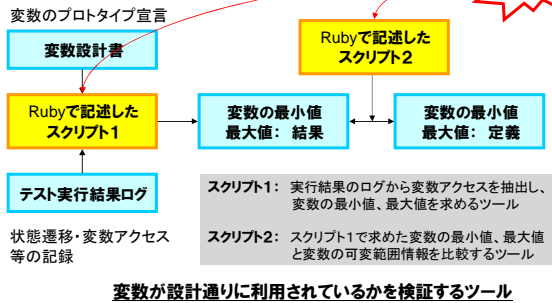 変数のプロトタイプ宣言
変数設計書
Rubyで記述した
スクリプト2
Rubyで記述した
スクリプト1
変数の最小値
最大値： 結果
変数の最小値
最大値： 定義
テスト実行結果ログ
スクリプト1： 実行結果のログから変数アクセスを抽出し、
変数の最小値、最大値を求めるツール
状態遷移・変数アクセス
等の記録
スクリプト2： スクリプト1で求めた変数の最小値、最大値
と変数の可変範囲情報を比較するツール
変数が設計通りに利用されているかを検証するツール